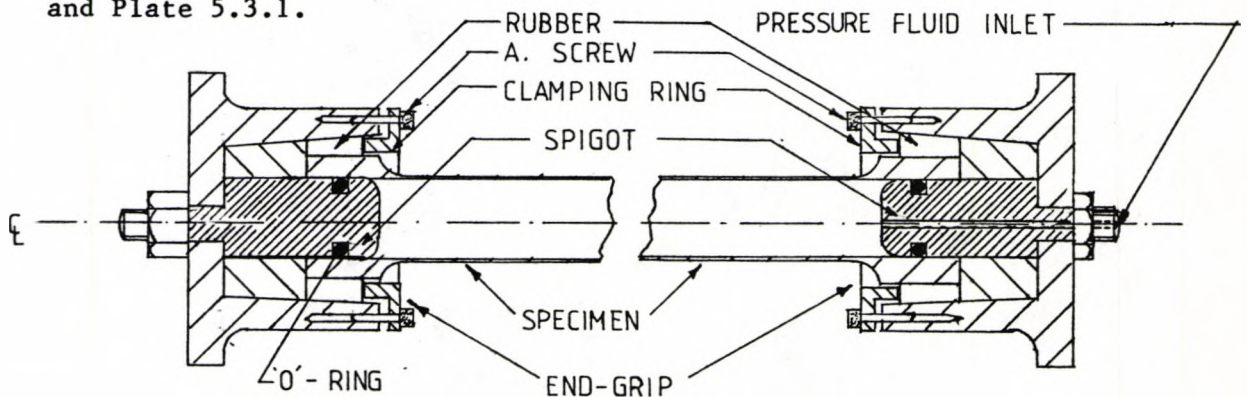 and Plate 5.3.1.
RUBBER
PRESSURE FLUID INLET
A. SCREW
CLAMPING RING
SPIGOT
℄
SPECIMEN
'O'-RING
END-GRIP